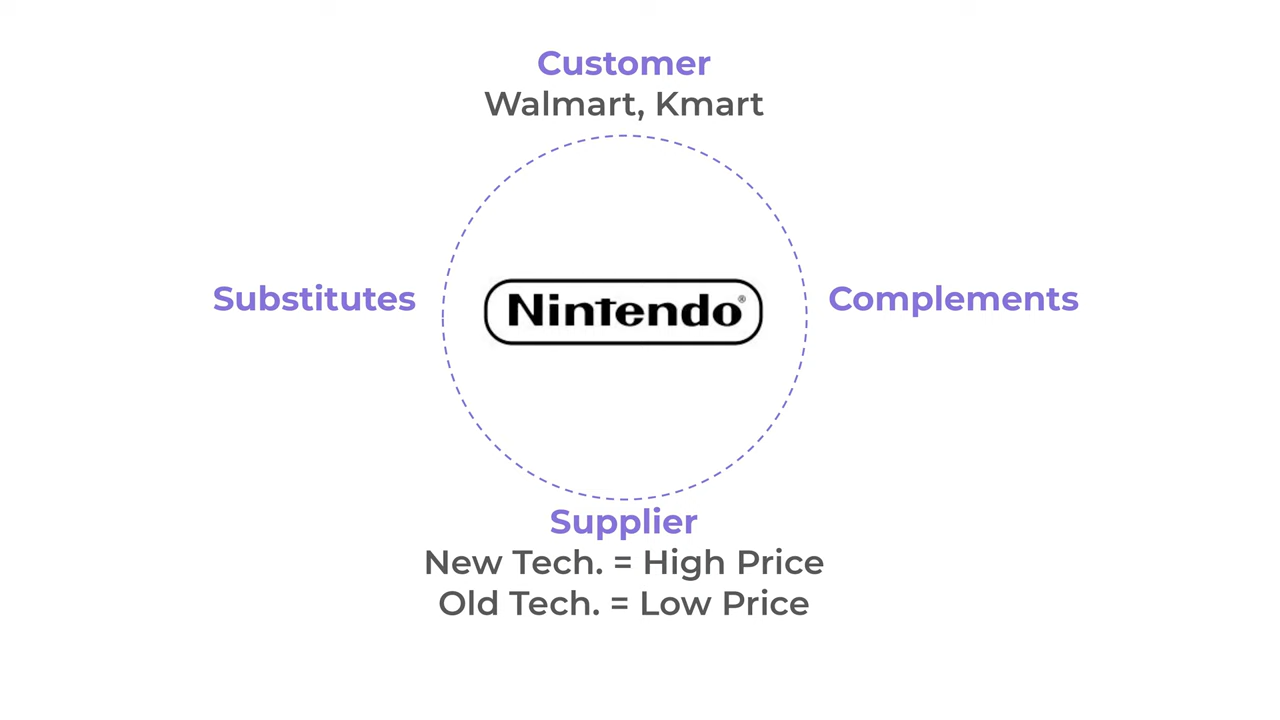 Customer
Walmart, Kmart
Substitutes
Nintendo®
Complements
Supplier
New Tech. = High Price
Old Tech. = Low Price